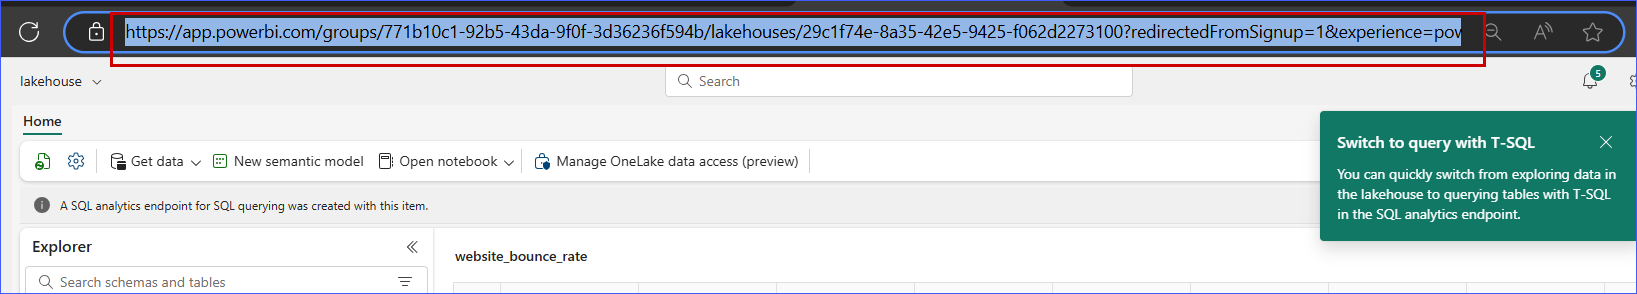 https://app.powerbi.com/groups/771b10c1-92b5-43da-9f0f-3d36236f594b/lakehouses/29c1f74e-8a35-42e5-9425-f062d2273100?redirectedFromSignup=1&experience=pow
lakehouse
Search
5
Home
Get data
New semantic model
Open notebook
Manage OneLake data access (preview)
Switch to query with T-SQL
You can quickly switch from exploring data in
the lakehouse to querying tables with T-SQL
in the SQL analytics endpoint.
A SQL analytics endpoint for SQL querying was created with this item.
Explorer
website_bounce_rate
Search schemas and tables